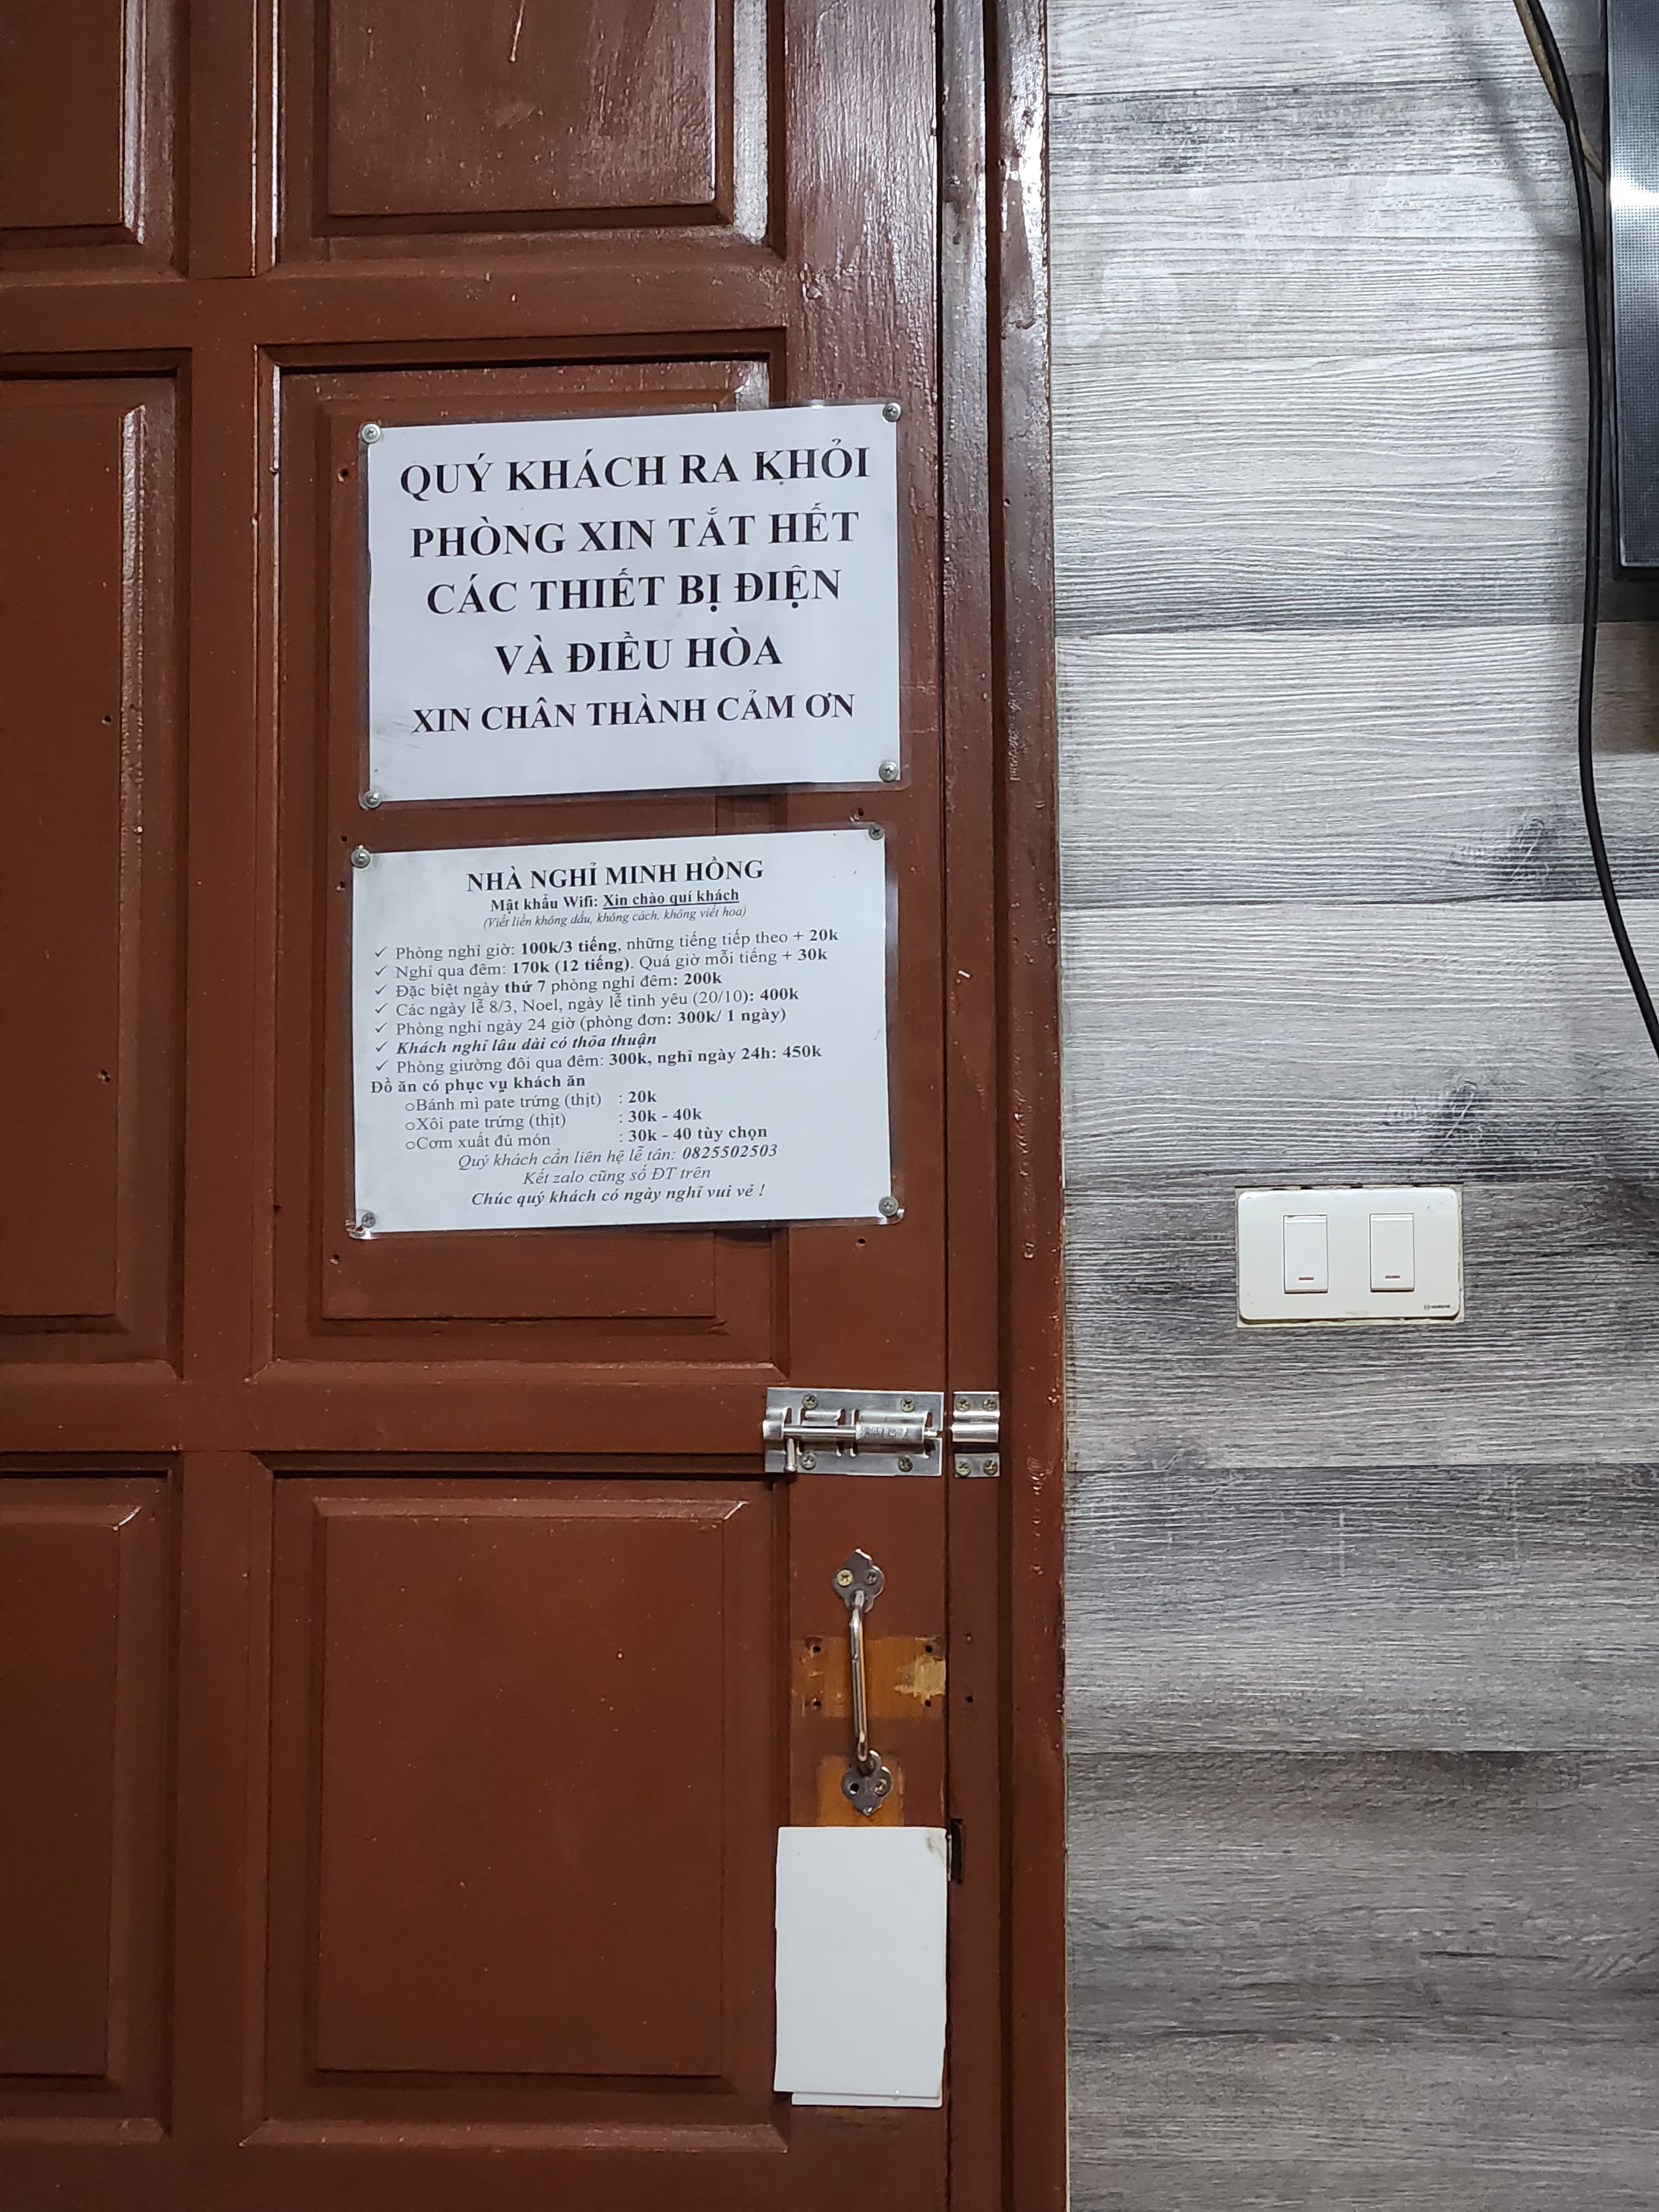 QUÝ KHÁCH RA KHỎI
PHÒNG XIN TẮT HẾT
CÁC THIẾT BỊ ĐIỆN
VÀ ĐIỀU HÒA
XIN CHÂN THÀNH CẢM ƠN
NHÀ NGHỈ MINH HỒNG
Mật khẩu Wifi: Xin chào quí khách
(Viết liền không dấu, không cách, không viết hoa)
✓ Phòng nghỉ giờ: 100k/3 tiếng, những tiếng tiếp theo + 20k
✓ Nghỉ qua đêm: 170k (12 tiếng). Quá giờ mỗi tiếng + 30k
✓ Đặc biệt ngày thứ 7 phòng nghỉ đêm: 200k
✓ Các ngày lễ 8/3, Noel, ngày lễ tình yêu (20/10): 400k
✓ Phòng nghỉ ngày 24 giờ (phòng đơn: 300k/ 1 ngày)
✓ Khách nghỉ lâu dài có thỏa thuận
✓ Phòng giường đôi qua đêm: 300k, nghỉ ngày 24h: 450k
Đồ ăn có phục vụ khách ăn
o Bánh mì pate trứng (thịt) : 20k
o Xôi pate trứng (thịt) : 30k - 40k
o Cơm xuất đủ món : 30k - 40 tùy chọn
Quý khách cần liên hệ lễ tân: 0825502503
Kết zalo cũng số ĐT trên
Chúc quý khách có ngày nghỉ vui vẻ !